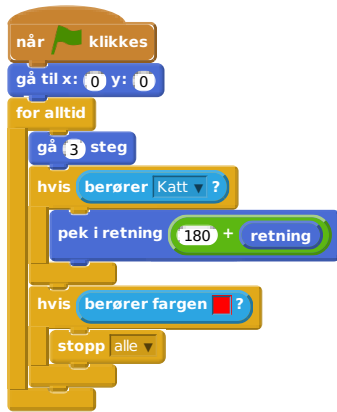 når klikkes
gå til x: 0 y: 0
for alltid
gå 3 steg
hvis berører Katt ?
pek i retning 180 + retning
hvis berører fargen ?
stopp alle